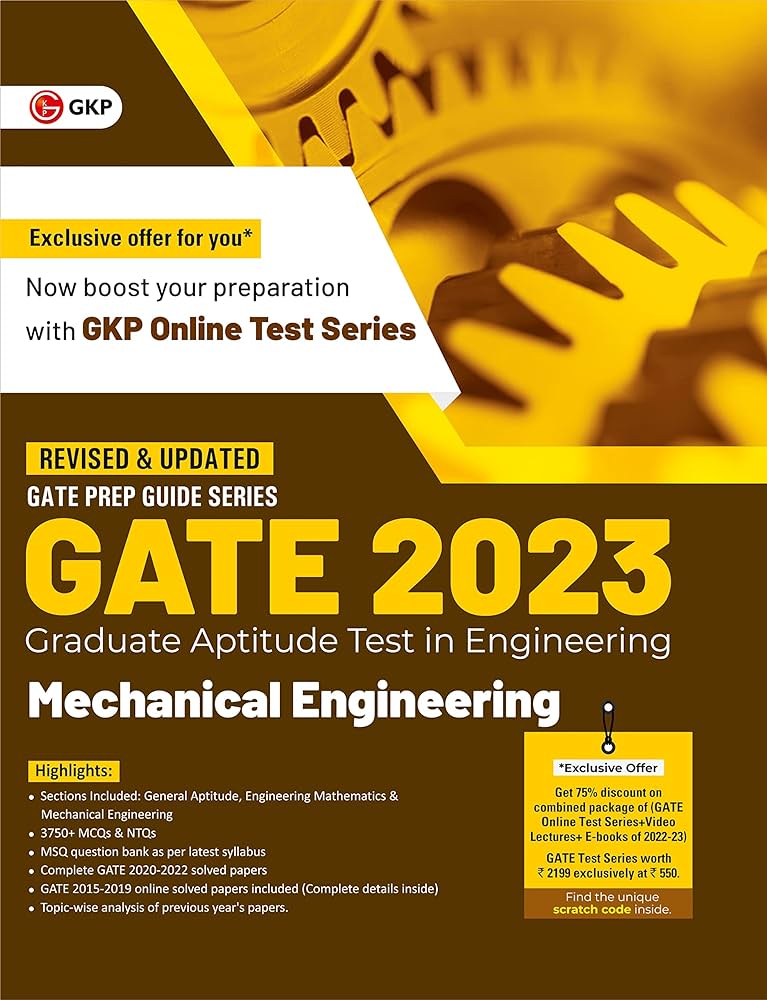 GKP
Exclusive offer for you*
Now boost your preparation
with GKP Online Test Series
REVISED & UPDATED
GATE PREP GUIDE SERIES
GATE 2023
Graduate Aptitude Test in Engineering
Mechanical Engineering
Highlights:
• Sections Included: General Aptitude, Engineering Mathematics &
Mechanical Engineering
• 3750+ MCQs & NTQs
• MSQ question bank as per latest syllabus
• Complete GATE 2020-2022 solved papers
• GATE 2015-2019 online solved papers included (Complete details inside)
• Topic-wise analysis of previous year's papers.
*Exclusive Offer
Get 75% discount on
combined package of (GATE
Online Test Series+Video
Lectures+ E-books of 2022-23)
GATE Test Series worth
₹ 2199 exclusively at ₹ 550.
Find the unique
scratch code inside.